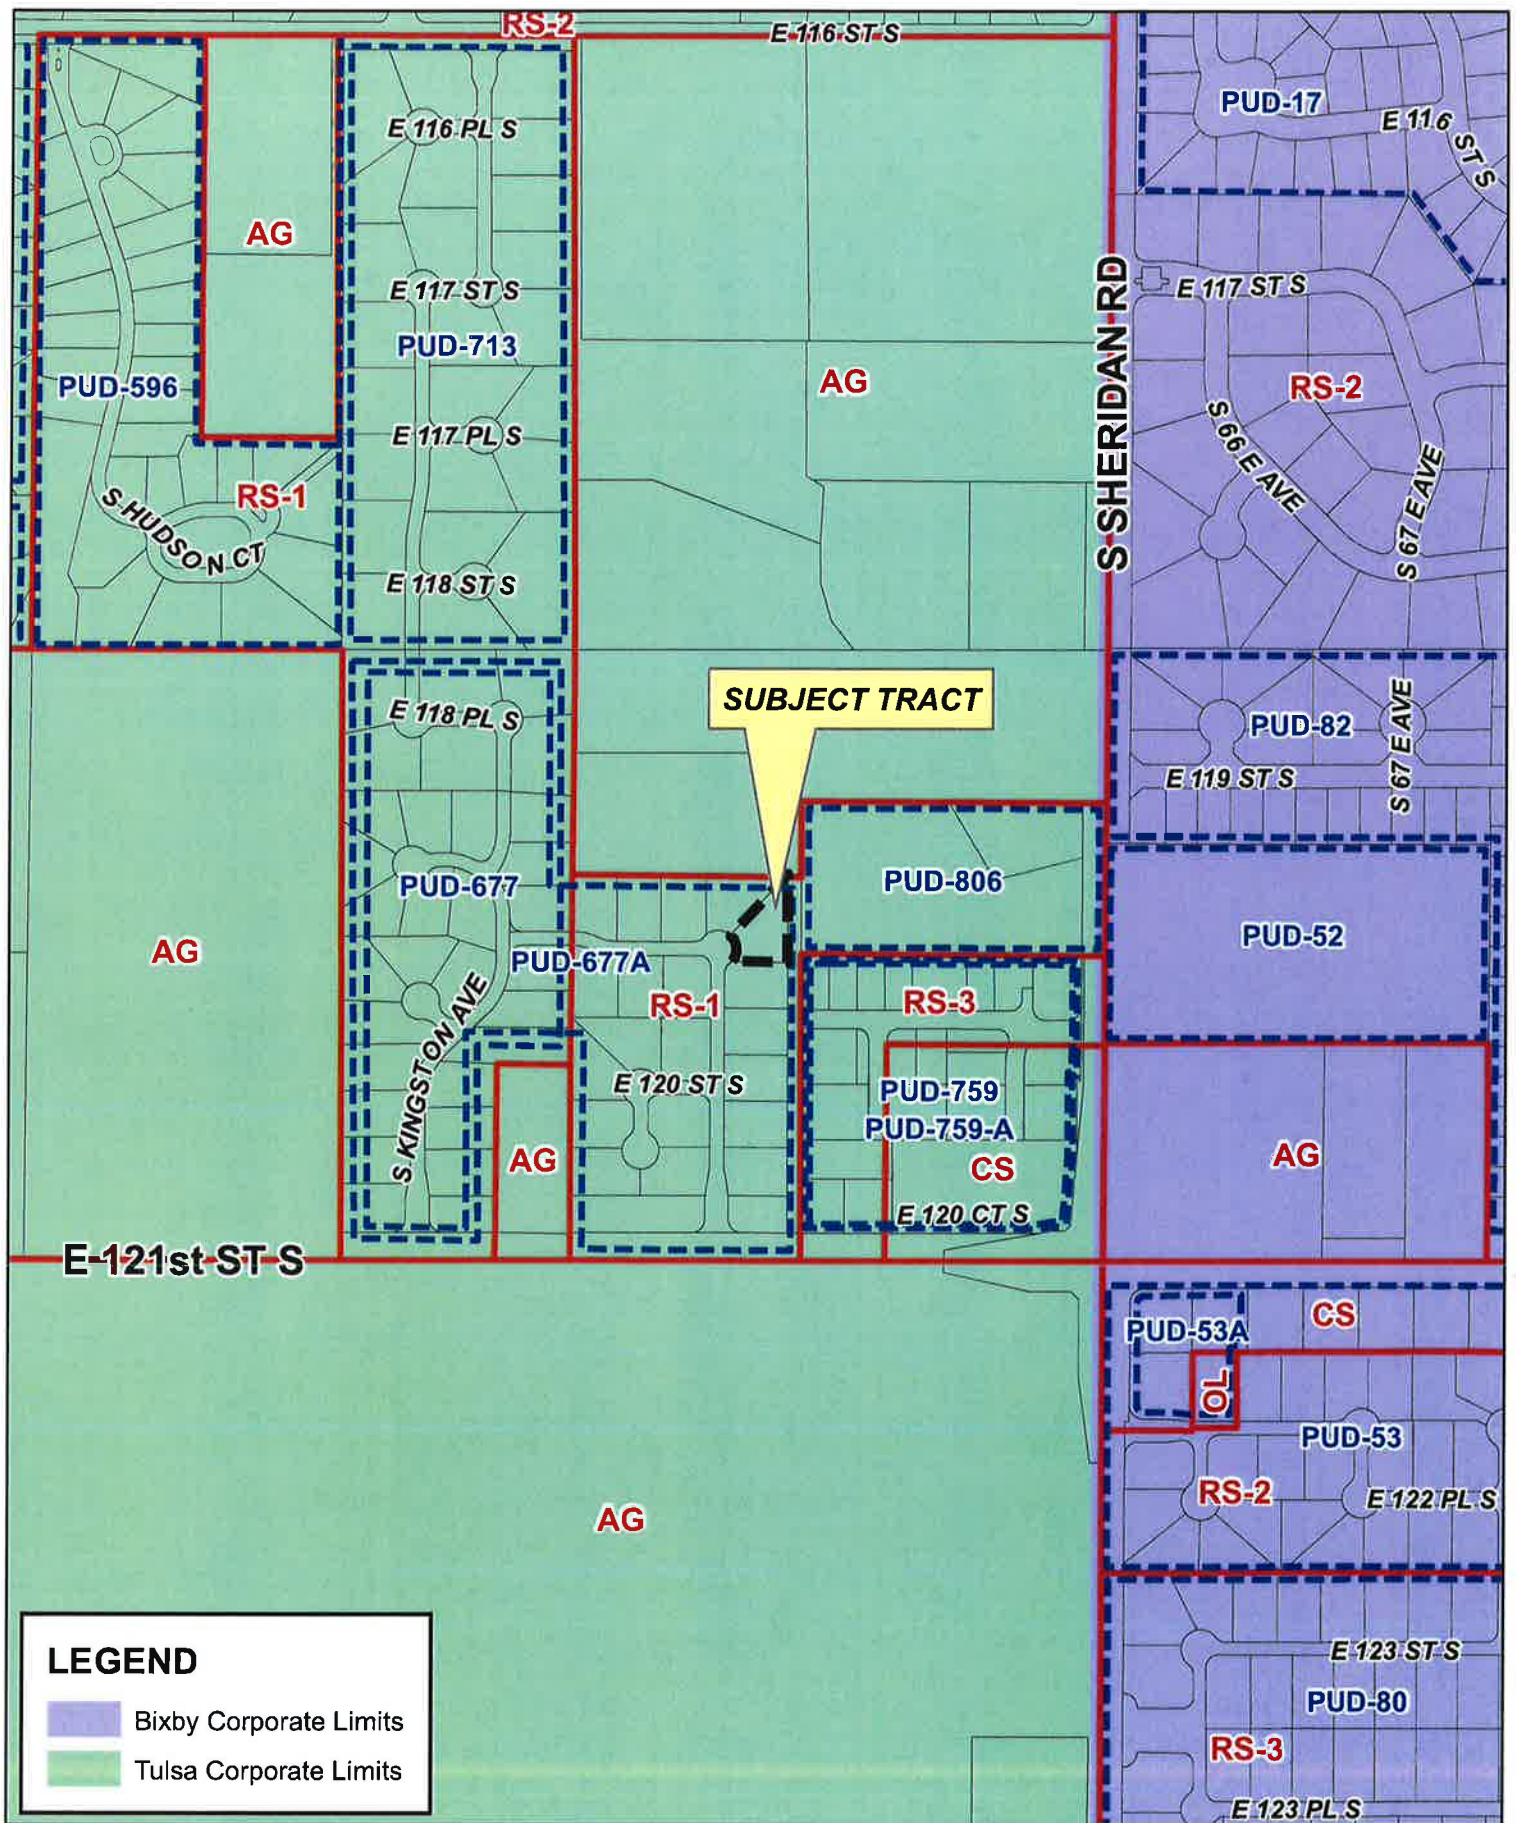 RS-2
E 116 ST S
PUD-17
E 116 ST S
E 116 PL S
AG
E 117 ST S
E 117 ST S
S SHERIDAN RD
PUD-713
PUD-596
AG
RS-2
E 117 PL S
S 66 E AVE
S 67 E AVE
RS-1
S HUDSON CT
E 118 ST S
SUBJECT TRACT
E 118 PL S
PUD-82
S 67 E AVE
E 119 ST S
PUD-677
PUD-806
AG
PUD-677A
PUD-52
RS-1
RS-3
S KINGSTON AVE
E 120 ST S
PUD-759
PUD-759-A
AG
CS
AG
E 120 CT S
E 121st ST S
PUD-53A
CS
OL
PUD-53
RS-2
E 122 PL S
AG
E 123 ST S
PUD-80
RS-3
E 123 PL S
LEGEND
Bixby Corporate Limits
Tulsa Corporate Limits